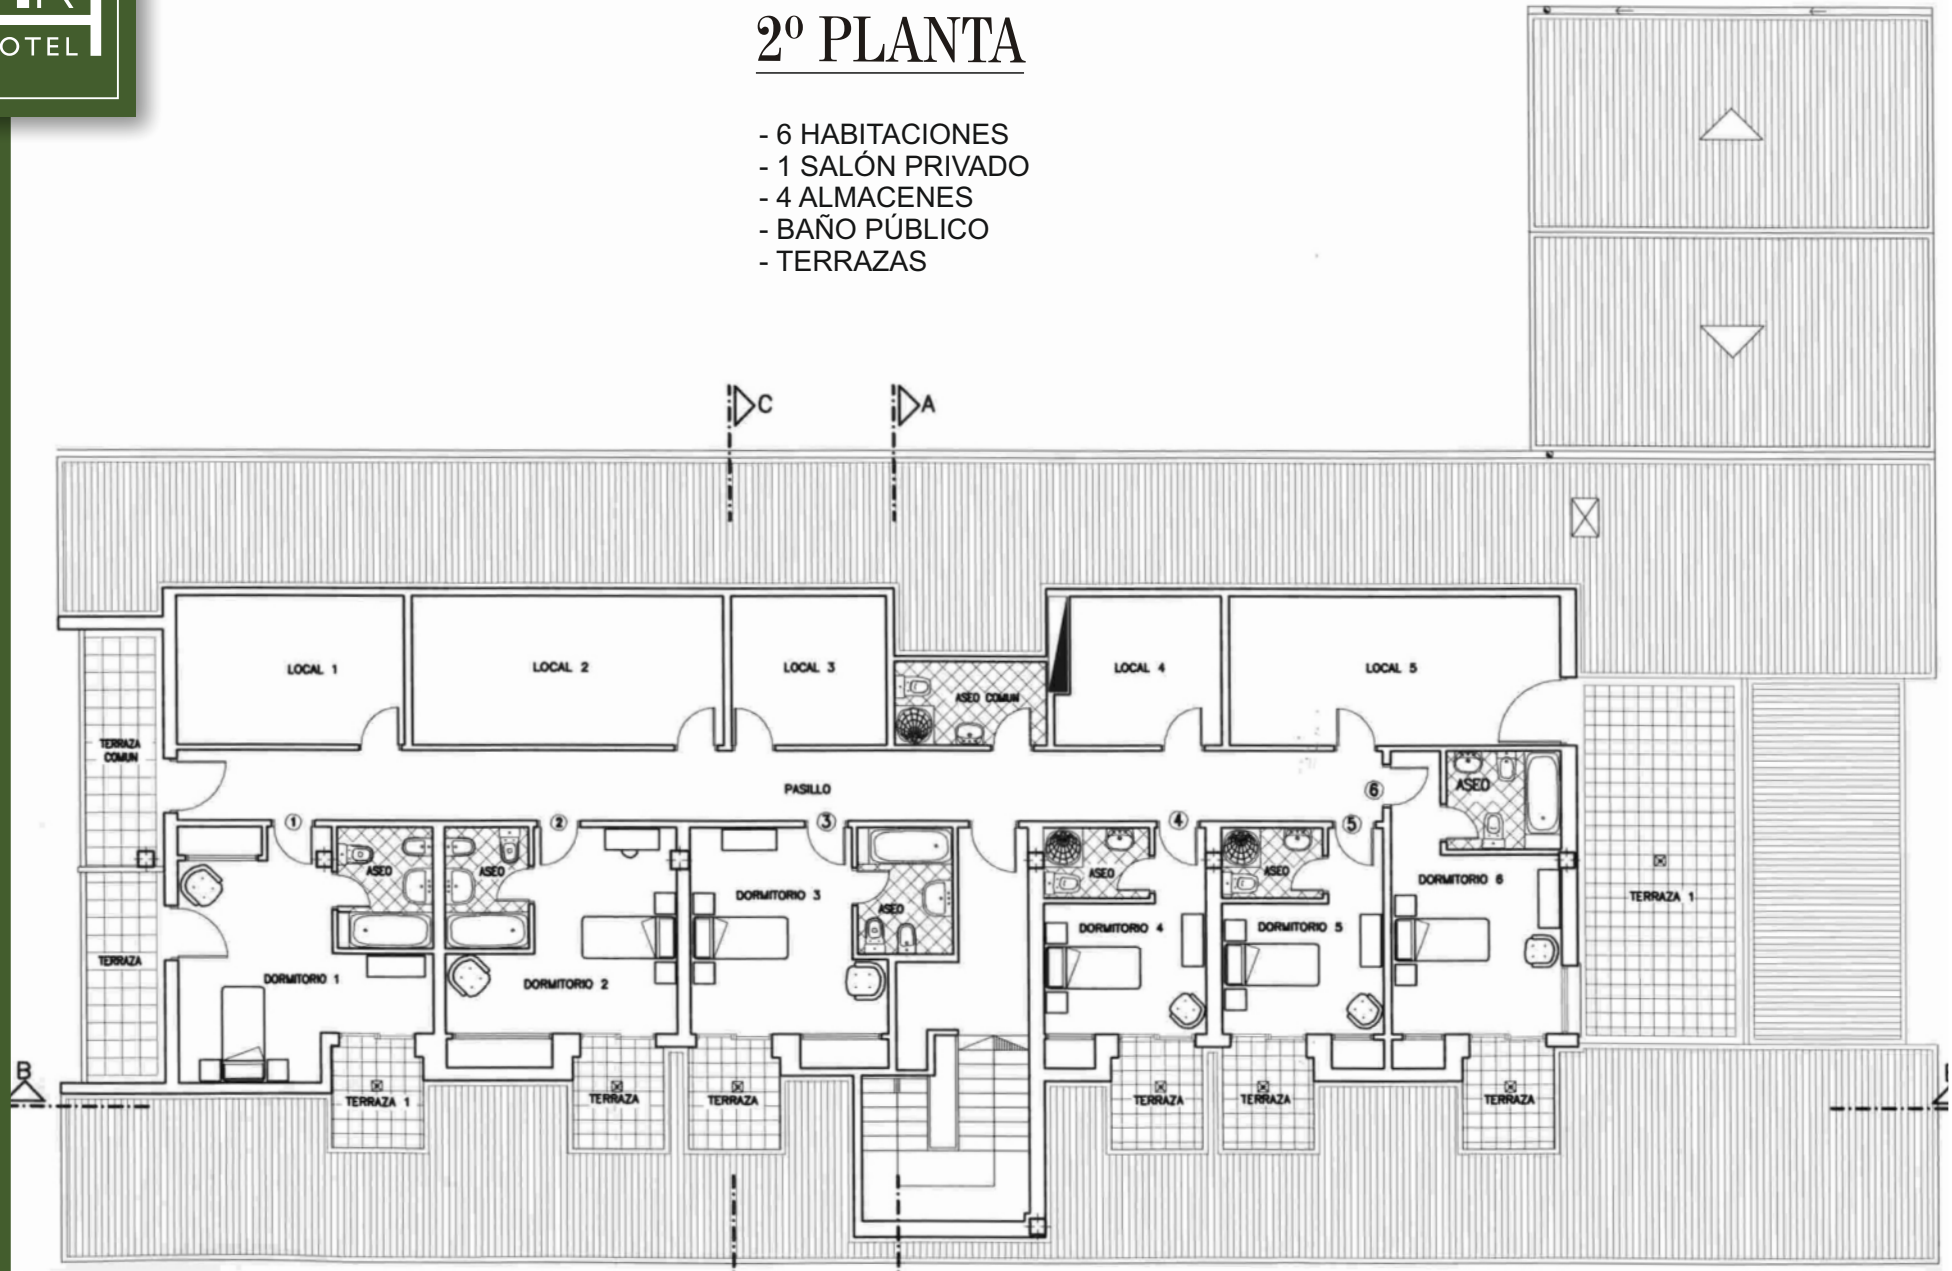 OTEL
2º PLANTA
- 6 HABITACIONES
- 1 SALÓN PRIVADO
- 4 ALMACENES
- BAÑO PÚBLICO
- TERRAZAS
C
A
LOCAL 1
LOCAL 2
LOCAL 3
ASEO COMUN
LOCAL 4
LOCAL 5
TERRAZA
COMUN
PASILLO
6
ASEO
1
2
3
4
5
ASEO
ASEO
DORMITORIO 3
ASEO
ASEO
ASEO
DORMITORIO 6
TERRAZA 1
TERRAZA
DORMITORIO 1
DORMITORIO 2
DORMITORIO 4
DORMITORIO 5
B
TERRAZA 1
TERRAZA
TERRAZA
TERRAZA
TERRAZA
TERRAZA